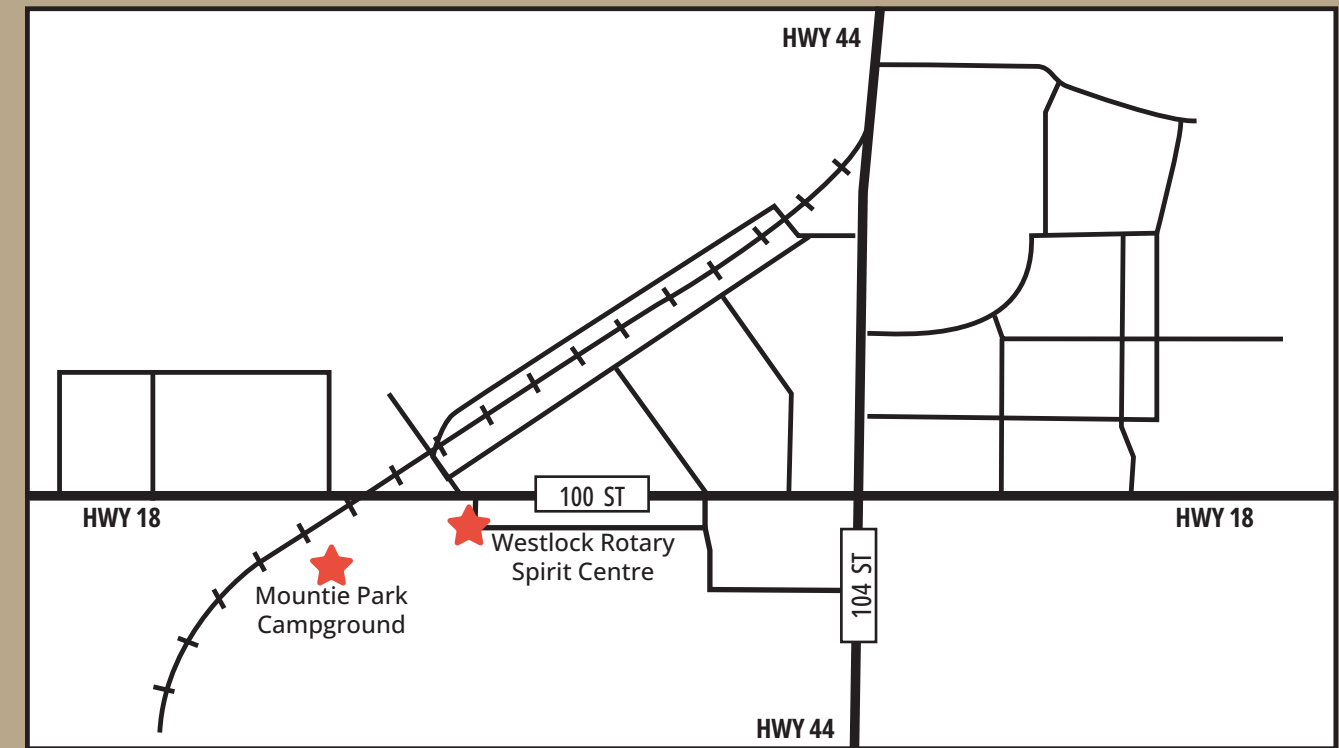 HWY 44
100 ST
HWY 18
HWY 18
Westlock Rotary
Spirit Centre
104 ST
Mountie Park
Campground
HWY 44